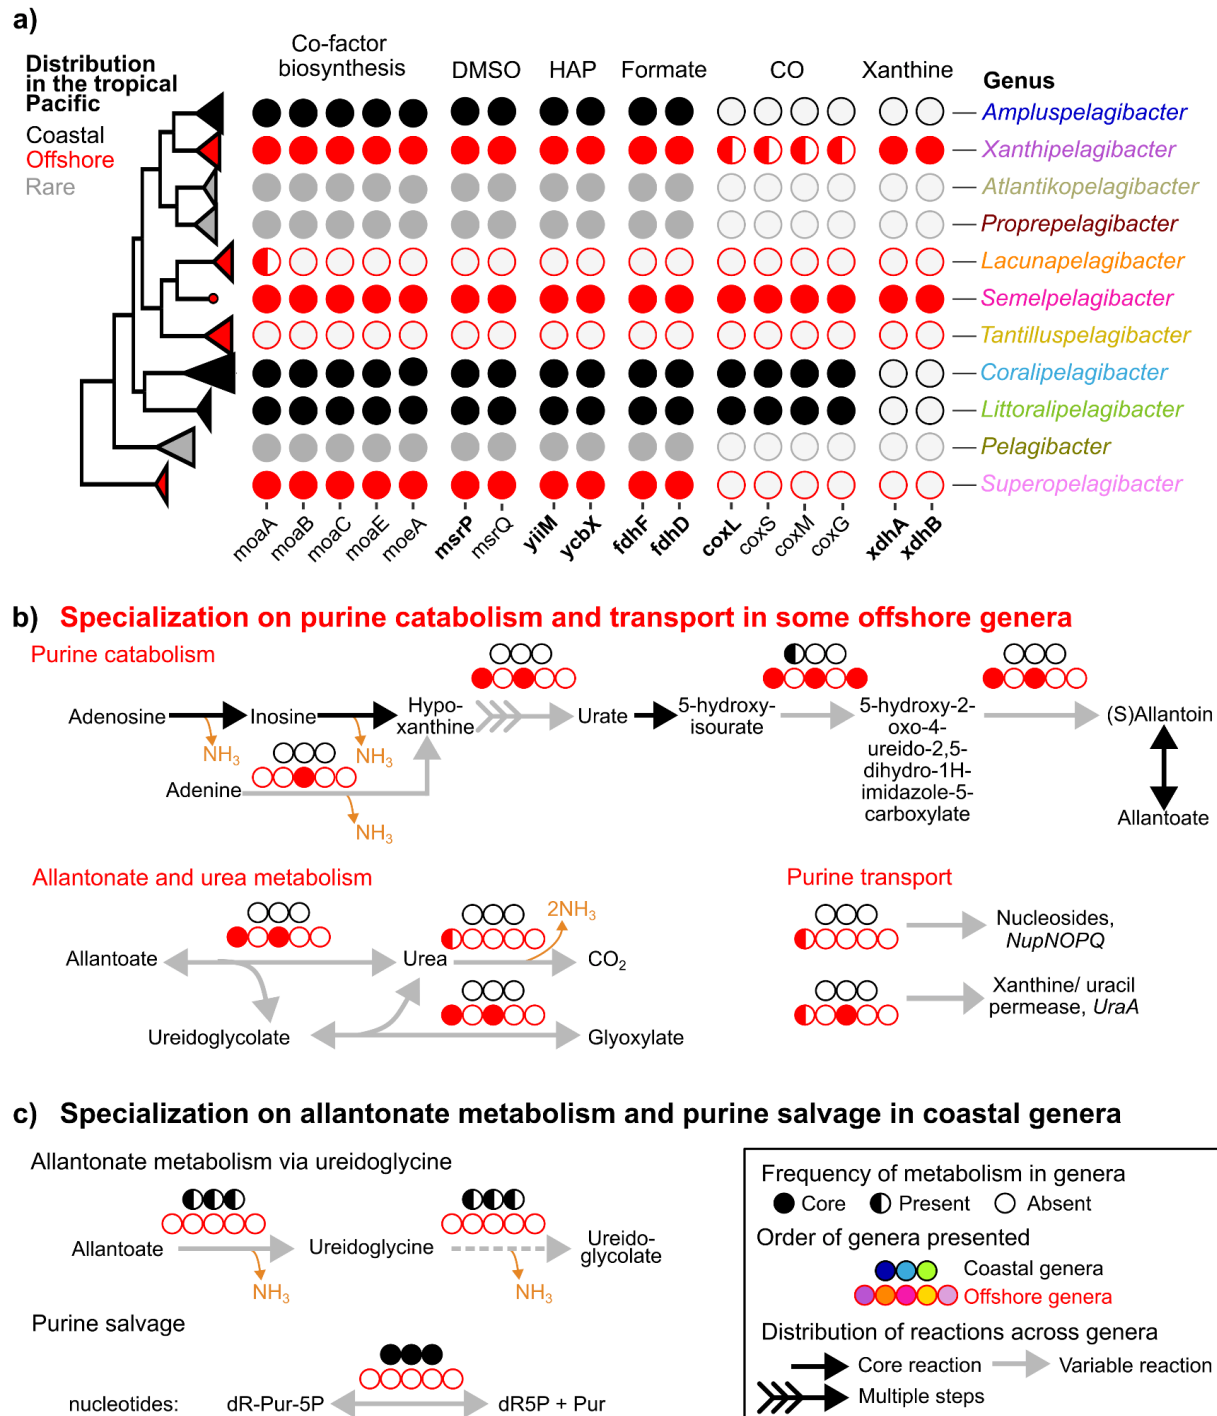 a)
Distribution
in the tropical
Pacific
Coastal
Offshore
Rare
Co-factor
biosynthesis
DMSO
HAP
Formate
CO
Xanthine
Genus
Ampluspelagibacter
Xanthipelagibacter
Atlantikopelagibacter
Proprepelagibacter
Lacunapelagibacter
Semelpelagibacter
Tantilluspelagibacter
Coralipelagibacter
Littoralipelagibacter
Pelagibacter
Superopelagibacter
moaA
moaB
moaC
moaE
moeA
msrP
msrQ
yiiM
ycbX
fdhF
fdhD
coxL
coxS
coxM
coxG
xdhA
xdhB
b) Specialization on purine catabolism and transport in some offshore genera
Purine catabolism
Adenosine
Inosine
Hypo-
xanthine
Urate
5-hydroxy-
isourate
5-hydroxy-2-
oxo-4-
ureido-2,5-
dihydro-1H-
imidazole-5-
carboxylate
(S)Allantoin
Allantoate
NH3
NH3
Adenine
NH3
Allantonate and urea metabolism
Allantoate
Urea
2NH3
CO2
Ureidoglycolate
Glyoxylate
Purine transport
Nucleosides,
NupNOPQ
Xanthine/ uracil
permease, UraA
c) Specialization on allantonate metabolism and purine salvage in coastal genera
Allantonate metabolism via ureidoglycine
Allantoate
Ureidoglycine
Ureido-
glycolate
NH3
NH3
Purine salvage
nucleotides:
dR-Pur-5P
dR5P + Pur
Frequency of metabolism in genera
Core
Present
Absent
Order of genera presented
Coastal genera
Offshore genera
Distribution of reactions across genera
Core reaction
Variable reaction
Multiple steps